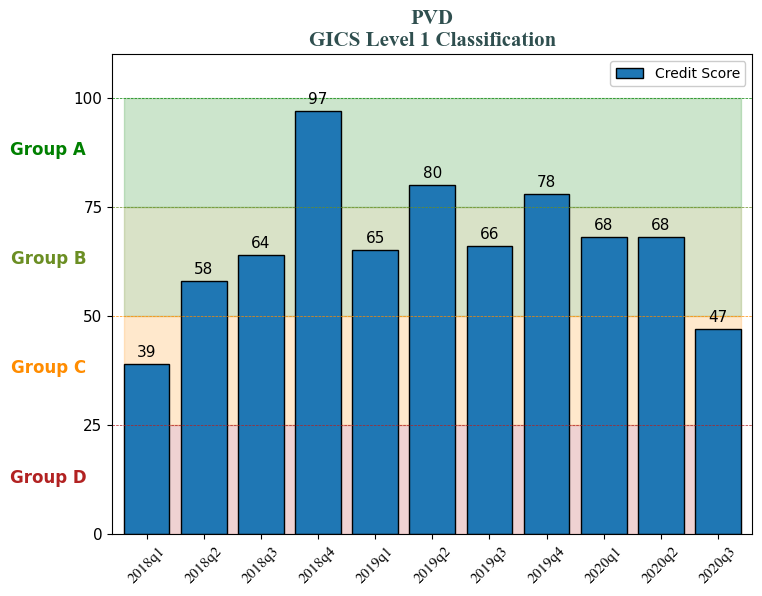 PVD
GICS Level 1 Classification
Credit Score
100
75
50
25
0
Group A
Group B
Group C
Group D
39
58
64
97
65
80
66
78
68
68
47
2018q1
2018q2
2018q3
2018q4
2019q1
2019q2
2019q3
2019q4
2020q1
2020q2
2020q3